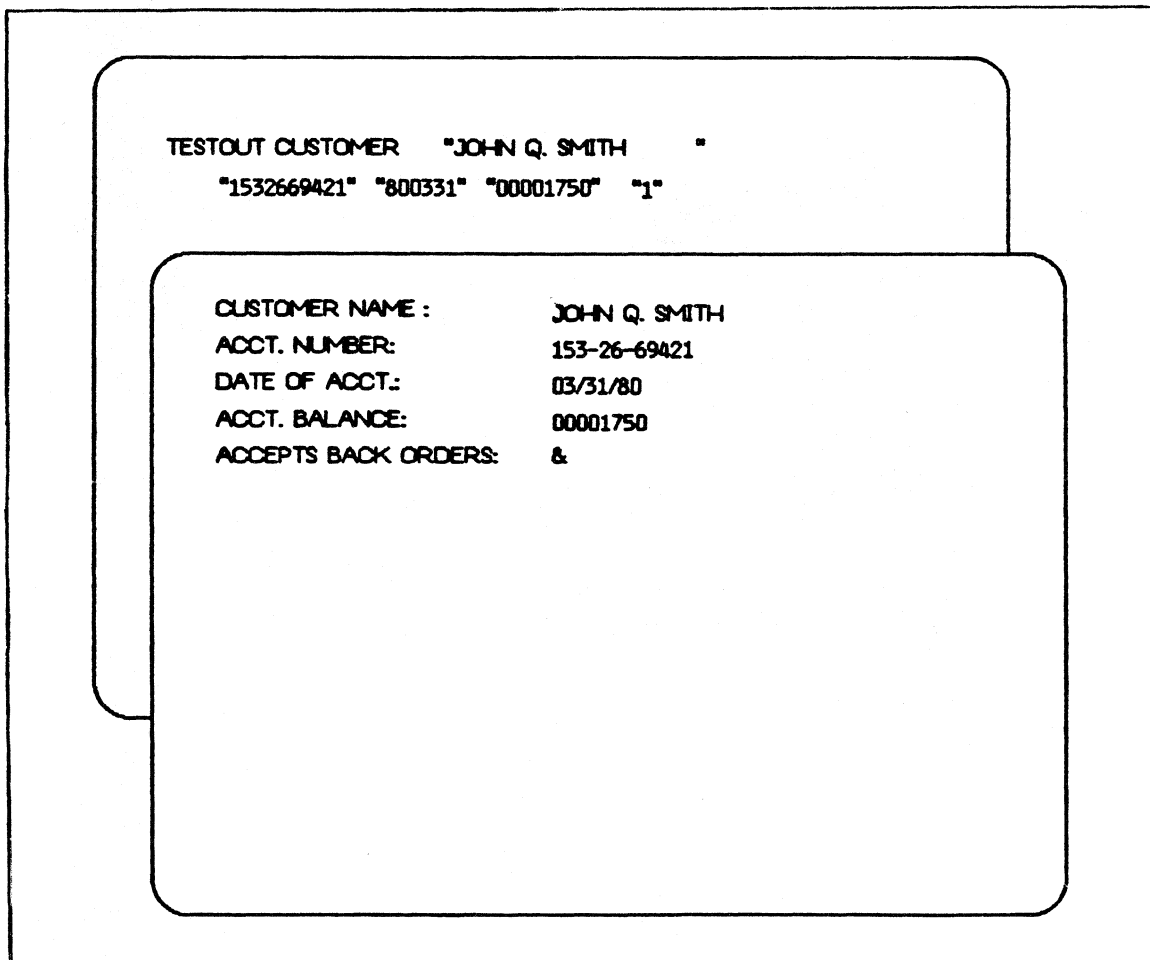 TESTOUT CUSTOMER "JOHN Q. SMITH "
"1532669421" "800331" "00001750" "1"
CUSTOMER NAME : JOHN Q. SMITH
ACCT. NUMBER: 153-26-69421
DATE OF ACCT.: 03/31/80
ACCT. BALANCE: 00001750
ACCEPTS BACK ORDERS: &